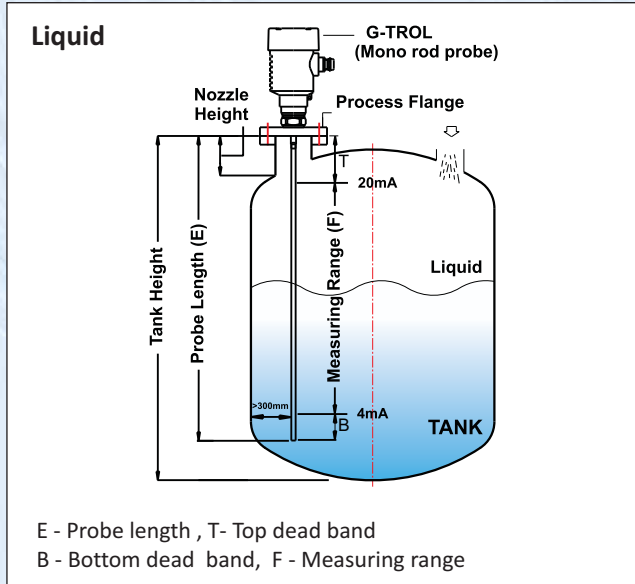 Liquid
G-TROL
(Mono rod probe)
Nozzle
Height
Process Flange
T
20mA
Tank Height
Probe Length (E)
Measuring Range (F)
Liquid
>300mm
4mA
B
TANK
E - Probe length , T- Top dead band
B - Bottom dead band, F - Measuring range